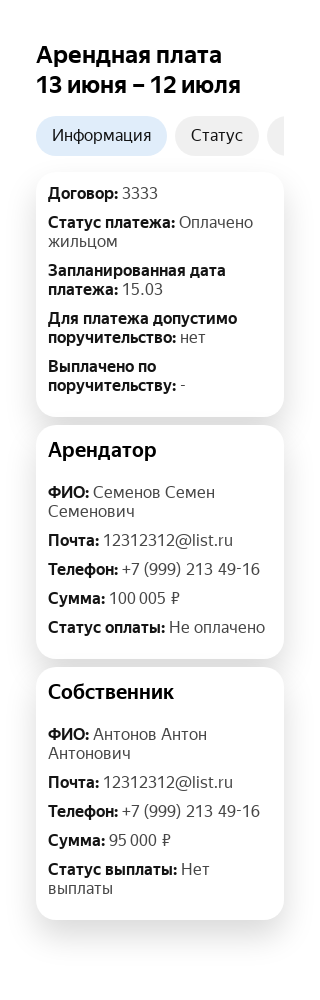 Арендная плата
13 июня – 12 июля
Информация
Статус
Договор: 3333
Статус платежа: Оплачено
жильцом
Запланированная дата
платежа: 15.03
Для платежа допустимо
поручительство: нет
Выплачено по
поручительству: -
Арендатор
ФИО: Семенов Семен
Семенович
Почта: 12312312@list.ru
Телефон: +7 (999) 213 49-16
Сумма: 100 005 ₽
Статус оплаты: Не оплачено
Собственник
ФИО: Антонов Антон
Антонович
Почта: 12312312@list.ru
Телефон: +7 (999) 213 49-16
Сумма: 95 000 ₽
Статус выплаты: Нет
выплаты